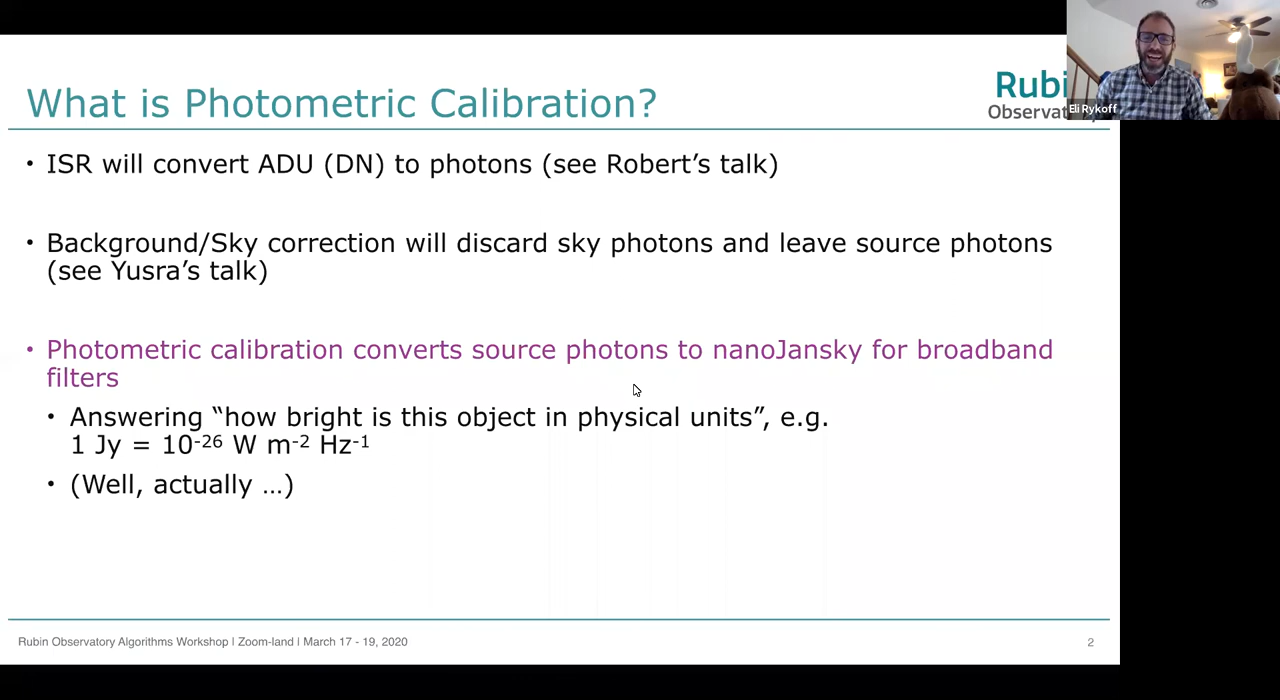 What is Photometric Calibration?
Rubi
Observat
Eli Rykoff
• ISR will convert ADU (DN) to photons (see Robert’s talk)
• Background/Sky correction will discard sky photons and leave source photons
(see Yusra’s talk)
• Photometric calibration converts source photons to nanoJansky for broadband
filters
• Answering “how bright is this object in physical units”, e.g.
1 Jy = 10⁻²⁶ W m⁻² Hz⁻¹
• (Well, actually …)
Rubin Observatory Algorithms Workshop | Zoom-land | March 17 - 19, 2020
2